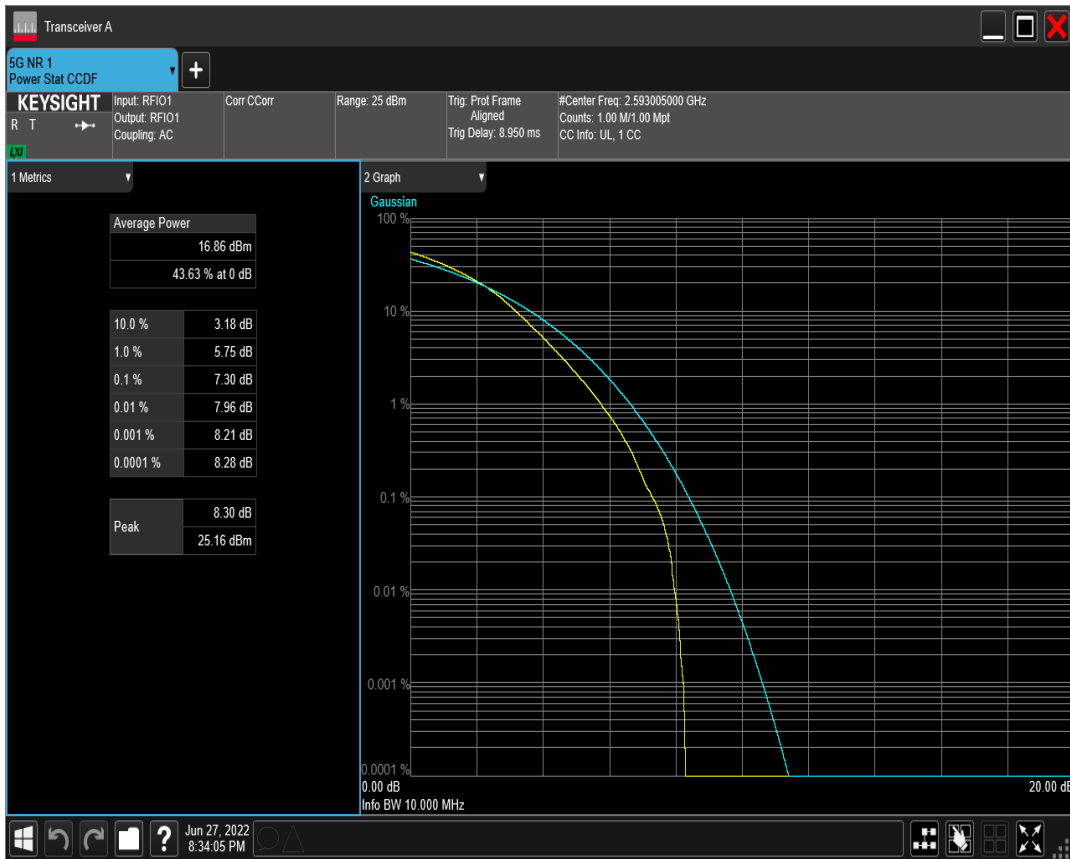 Transceiver A
5G NR 1
Power Stat CCDF
+
KEYSIGHT
R T
LXI
Input: RFIO1
Output: RFIO1
Coupling: AC
Corr CCorr
Range: 25 dBm
Trig: Prot Frame
Aligned
Trig Delay: 8.950 ms
#Center Freq: 2.593005000 GHz
Counts: 1.00 M/1.00 Mpt
CC Info: UL, 1 CC
1 Metrics
Average Power
16.86 dBm
43.63 % at 0 dB
10.0 % 3.18 dB
1.0 % 5.75 dB
0.1 % 7.30 dB
0.01 % 7.96 dB
0.001 % 8.21 dB
0.0001 % 8.28 dB
Peak
8.30 dB
25.16 dBm
2 Graph
Gaussian
100 %
10 %
1 %
0.1 %
0.01 %
0.001 %
0.0001 %
0.00 dB
20.00 dB
Info BW 10.000 MHz
?
Jun 27, 2022
8:34:05 PM